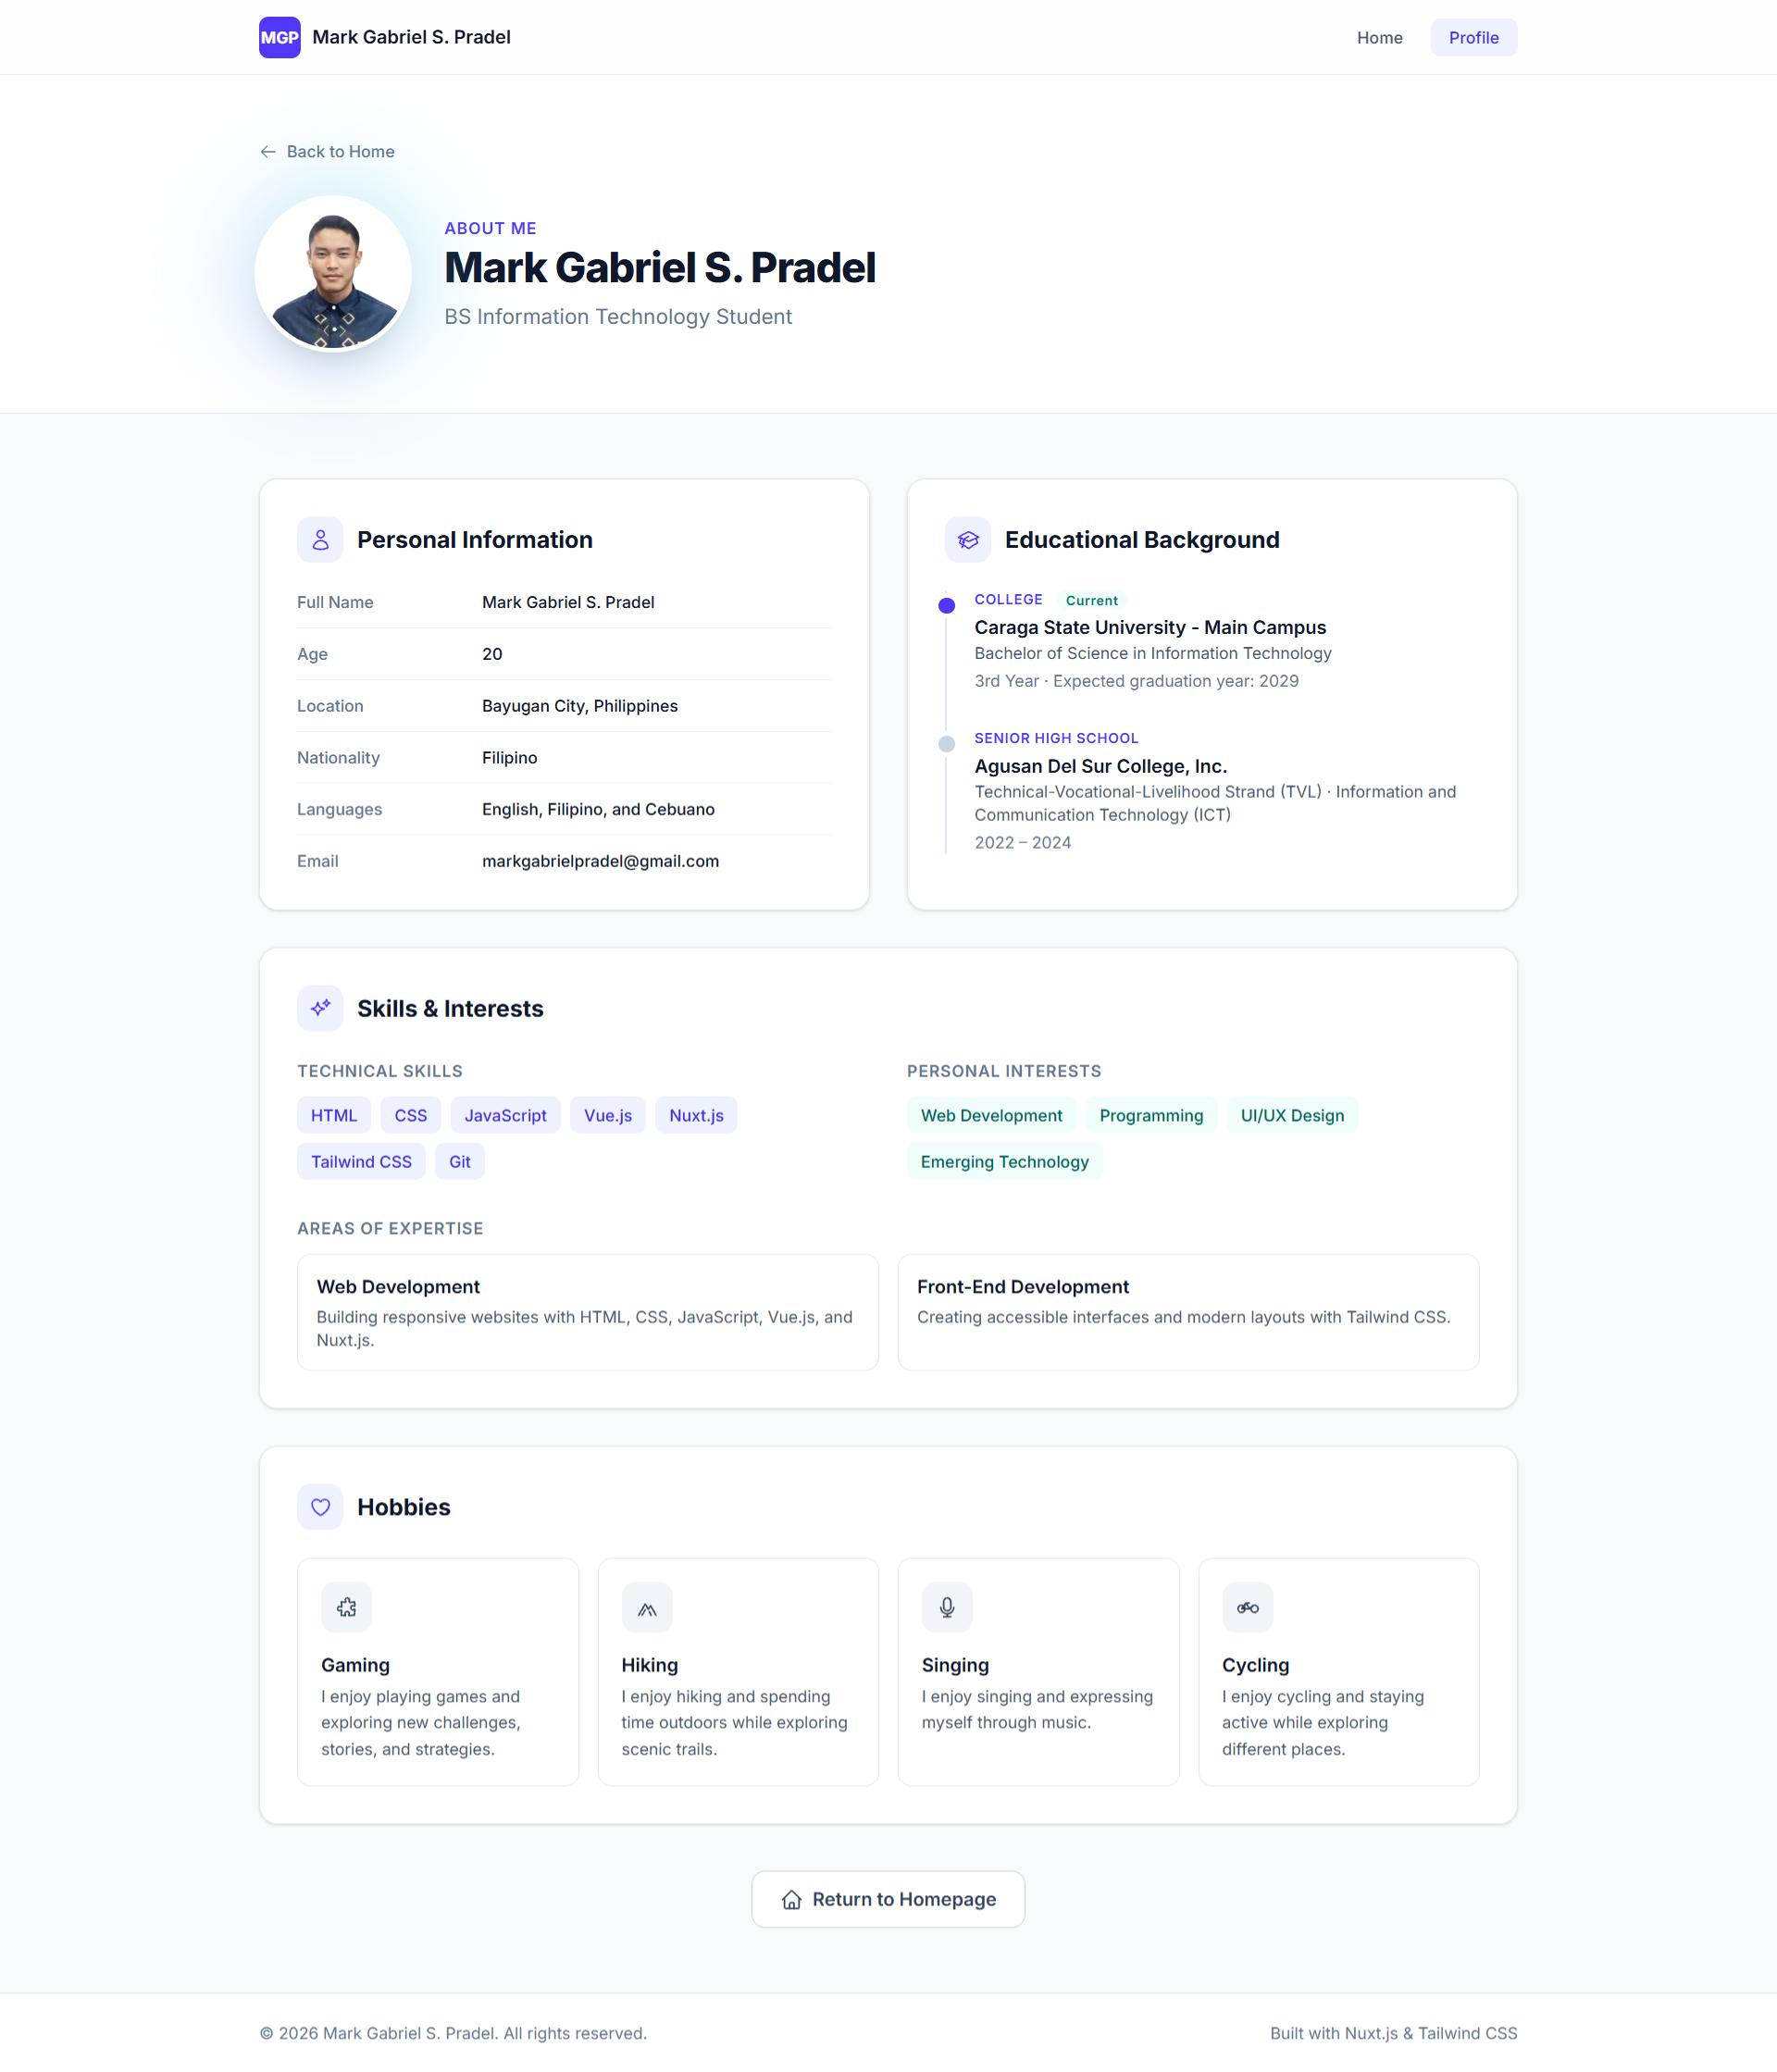 MGP
Mark Gabriel S. Pradel
Home
Profile
Back to Home
ABOUT ME
Mark Gabriel S. Pradel
BS Information Technology Student
Personal Information
Full Name
Mark Gabriel S. Pradel
Age
20
Location
Bayugan City, Philippines
Nationality
Filipino
Languages
English, Filipino, and Cebuano
Email
markgabrielpradel@gmail.com
Educational Background
COLLEGE
Current
Caraga State University - Main Campus
Bachelor of Science in Information Technology
3rd Year · Expected graduation year: 2029
SENIOR HIGH SCHOOL
Agusan Del Sur College, Inc.
Technical-Vocational-Livelihood Strand (TVL) · Information and
Communication Technology (ICT)
2022 – 2024
Skills & Interests
TECHNICAL SKILLS
HTML
CSS
JavaScript
Vue.js
Nuxt.js
Tailwind CSS
Git
PERSONAL INTERESTS
Web Development
Programming
UI/UX Design
Emerging Technology
AREAS OF EXPERTISE
Web Development
Building responsive websites with HTML, CSS, JavaScript, Vue.js, and
Nuxt.js.
Front-End Development
Creating accessible interfaces and modern layouts with Tailwind CSS.
Hobbies
Gaming
I enjoy playing games and
exploring new challenges,
stories, and strategies.
Hiking
I enjoy hiking and spending
time outdoors while exploring
scenic trails.
Singing
I enjoy singing and expressing
myself through music.
Cycling
I enjoy cycling and staying
active while exploring
different places.
Return to Homepage
© 2026 Mark Gabriel S. Pradel. All rights reserved.
Built with Nuxt.js & Tailwind CSS